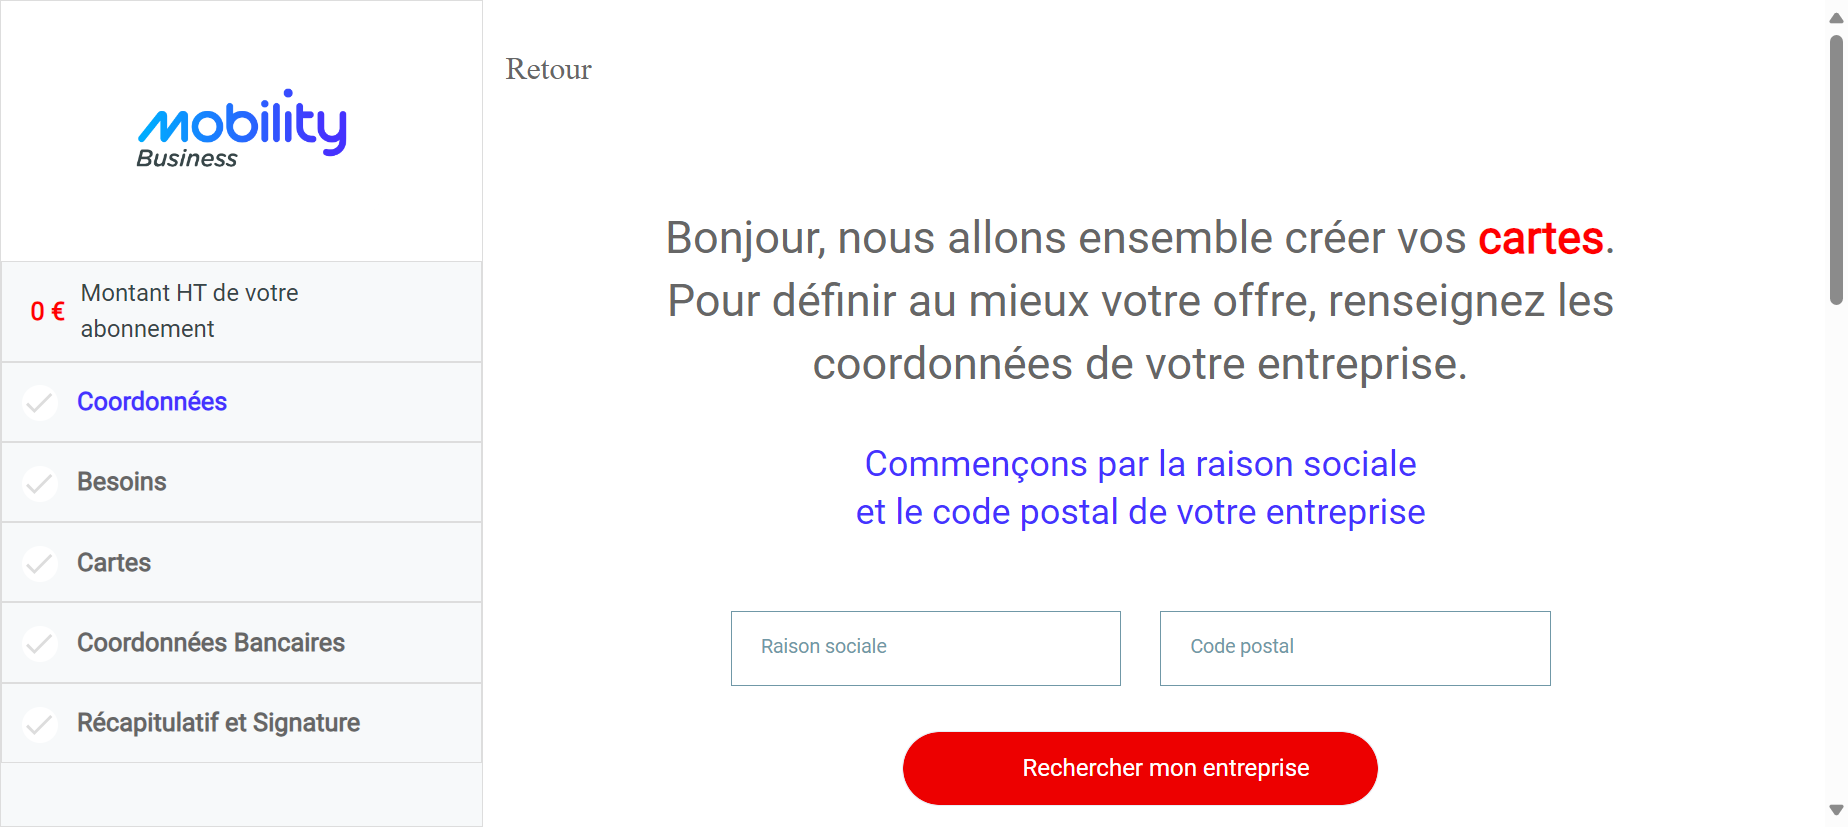 mobility
Business
0 €
Montant HT de votre
abonnement
Coordonnées
Besoins
Cartes
Coordonnées Bancaires
Récapitulatif et Signature
Retour
Bonjour, nous allons ensemble créer vos cartes.
Pour définir au mieux votre offre, renseignez les
coordonnées de votre entreprise.
Commençons par la raison sociale
et le code postal de votre entreprise
Raison sociale
Code postal
Rechercher mon entreprise